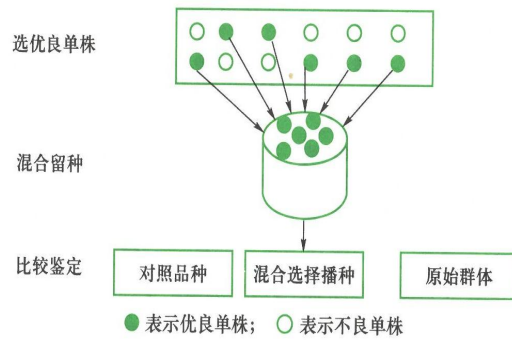 选优良单株
混合留种
比较鉴定
对照品种
混合选择播种
原始群体
表示优良单株； 表示不良单株